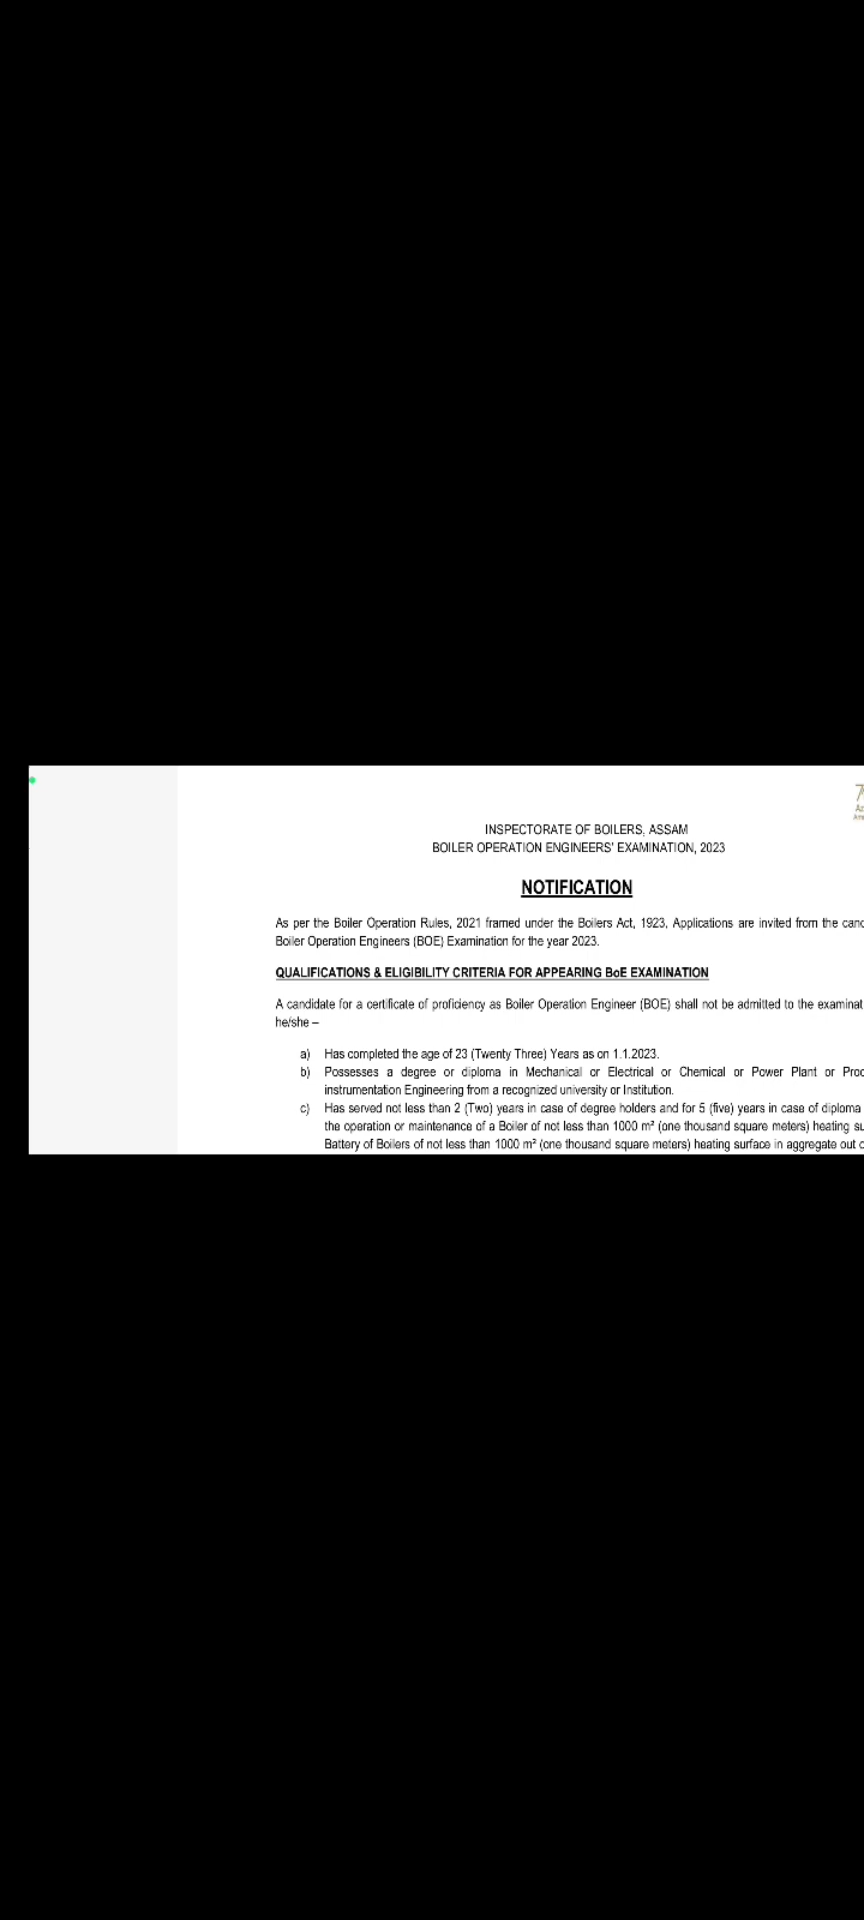 INSPECTORATE OF BOILERS, ASSAM
BOILER OPERATION ENGINEERS' EXAMINATION, 2023
NOTIFICATION
As per the Boiler Operation Rules, 2021 framed under the Boilers Act, 1923, Applications are invited from the
Boiler Operation Engineers (BOE) Examination for the year 2023.
QUALIFICATIONS & ELIGIBILITY CRITERIA FOR APPEARING BoE EXAMINATION
A candidate for a certificate of proficiency as Boiler Operation Engineer (BOE) shall not be admitted to the
he/she –
a) Has completed the age of 23 (Twenty Three) Years as on 1.1.2023.
b) Possesses a degree or diploma in Mechanical or Electrical or Chemical or Power Plant or
instrumentation Engineering from a recognized university or Institution.
c) Has served not less than 2 (Two) years in case of degree holders and for 5 (five) years in case of diploma
the operation or maintenance of a Boiler of not less than 1000 m² (one thousand square meters) heating
Battery of Boilers of not less than 1000 m² (one thousand square meters) heating surface in aggregate out